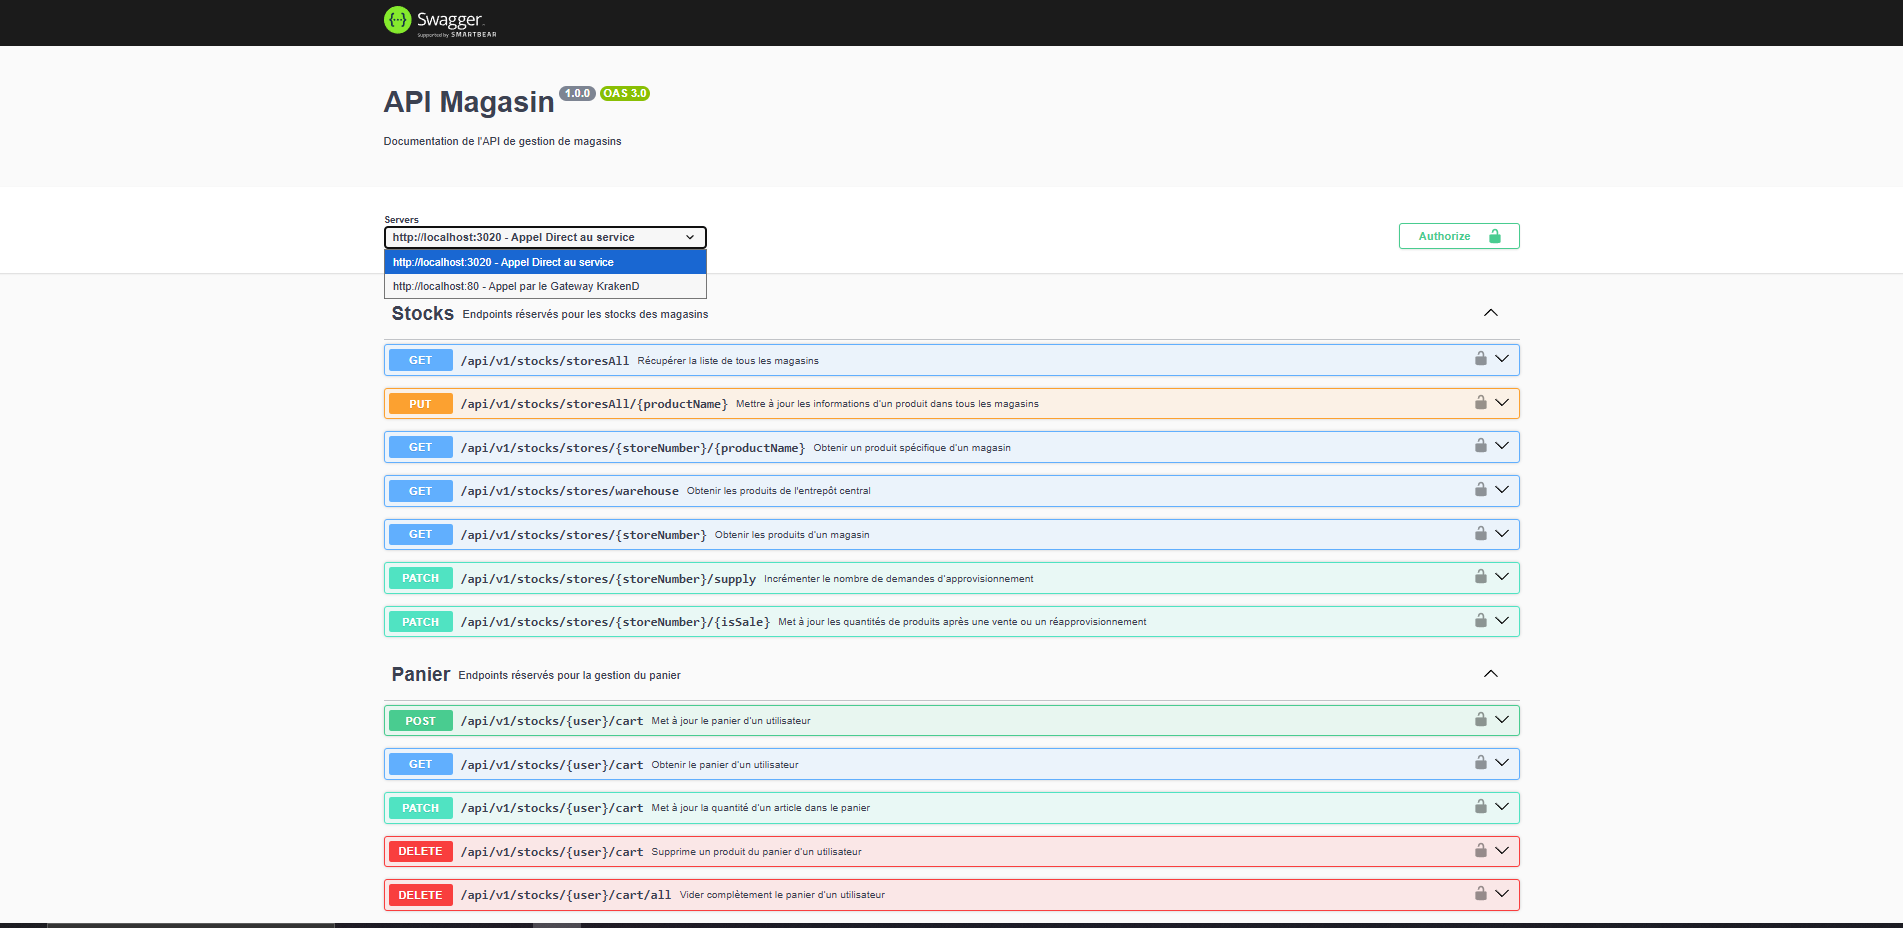 Swagger
Supported by SMARTBEAR
API Magasin 1.0.0 OAS 3.0
Documentation de l'API de gestion de magasins
Servers
http://localhost:3020 - Appel Direct au service
Authorize
http://localhost:3020 - Appel Direct au service
http://localhost:80 - Appel par le Gateway KrakenD
Stocks Endpoints réservés pour les stocks des magasins
GET /api/v1/stocks/storesAll Récupérer la liste de tous les magasins
PUT /api/v1/stocks/storesAll/{productName} Mettre à jour les informations d'un produit dans tous les magasins
GET /api/v1/stocks/stores/{storeNumber}/{productName} Obtenir un produit spécifique d'un magasin
GET /api/v1/stocks/stores/warehouse Obtenir les produits de l'entrepôt central
GET /api/v1/stocks/stores/{storeNumber} Obtenir les produits d'un magasin
PATCH /api/v1/stocks/stores/{storeNumber}/supply Incrémenter le nombre de demandes d'approvisionnement
PATCH /api/v1/stocks/stores/{storeNumber}/{isSale} Met à jour les quantités de produits après une vente ou un réapprovisionnement
Panier Endpoints réservés pour la gestion du panier
POST /api/v1/stocks/{user}/cart Met à jour le panier d'un utilisateur
GET /api/v1/stocks/{user}/cart Obtenir le panier d'un utilisateur
PATCH /api/v1/stocks/{user}/cart Met à jour la quantité d'un article dans le panier
DELETE /api/v1/stocks/{user}/cart Supprime un produit du panier d'un utilisateur
DELETE /api/v1/stocks/{user}/cart/all Vider complètement le panier d'un utilisateur